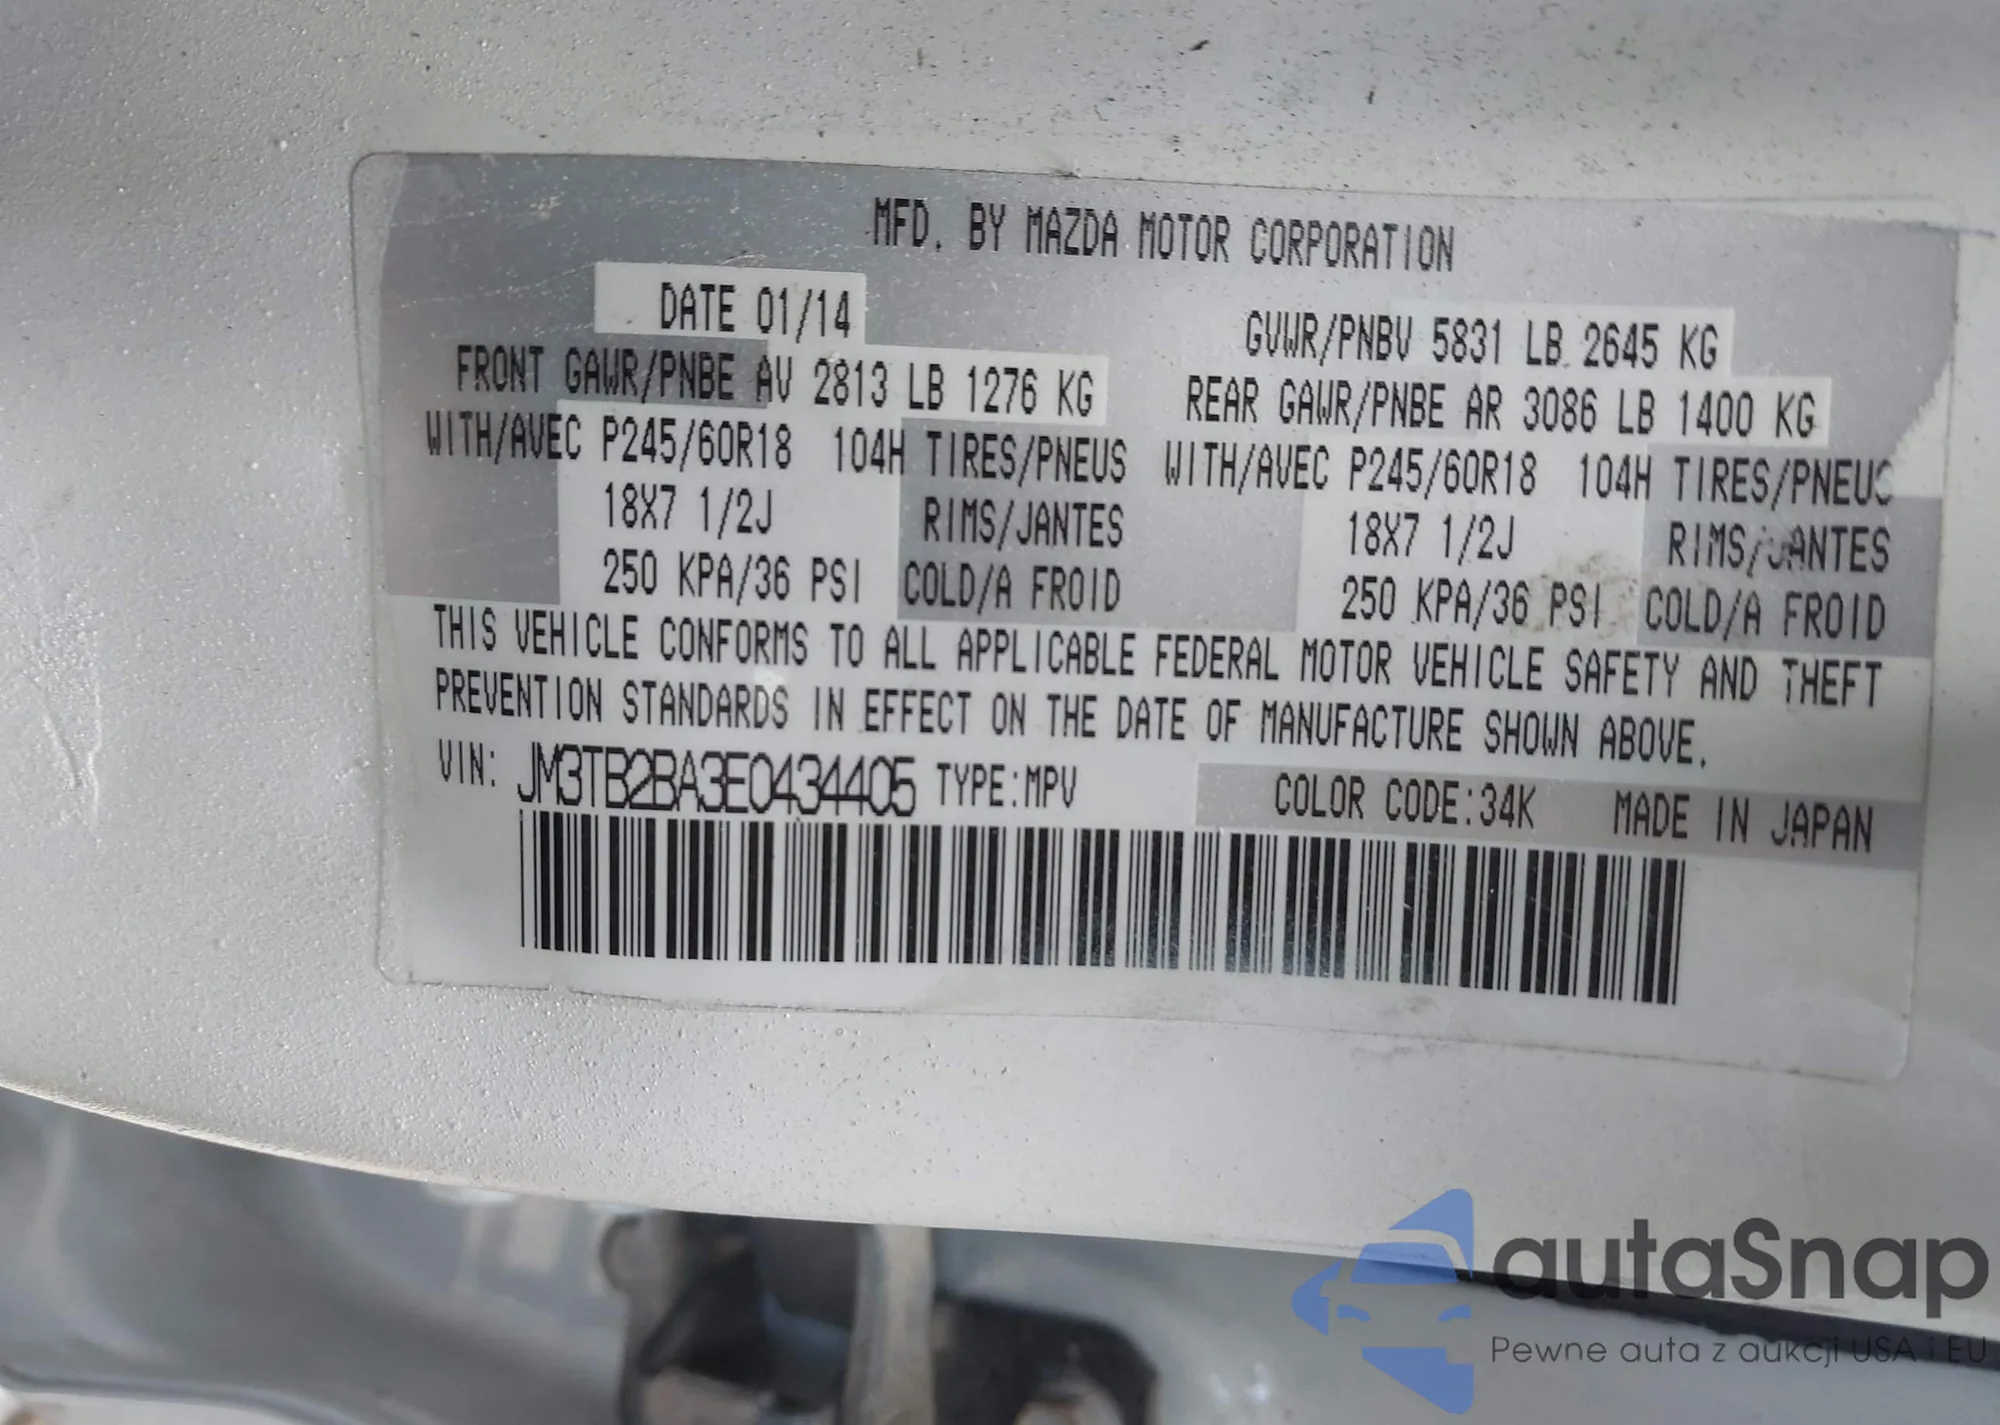 MFD. BY MAZDA MOTOR CORPORATION
DATE 01/14
GVWR/PNBV 5831 LB 2645 KG
FRONT GAWR/PNBE AV 2813 LB 1276 KG
REAR GAWR/PNBE AR 3086 LB 1400 KG
WITH/AVEC P245/60R18 104H TIRES/PNEUS
WITH/AVEC P245/60R18 104H TIRES/PNEUS
18X7 1/2J RIMS/JANTES
18X7 1/2J RIMS/JANTES
250 KPA/36 PSI COLD/A FROID
250 KPA/36 PSI COLD/A FROID
THIS VEHICLE CONFORMS TO ALL APPLICABLE FEDERAL MOTOR VEHICLE SAFETY AND THEFT
PREVENTION STANDARDS IN EFFECT ON THE DATE OF MANUFACTURE SHOWN ABOVE.
VIN: JM3TB2BA3E0434405 TYPE:MPV COLOR CODE:34K MADE IN JAPAN
autaSnap
Pewne auta z aukcji USA i EU